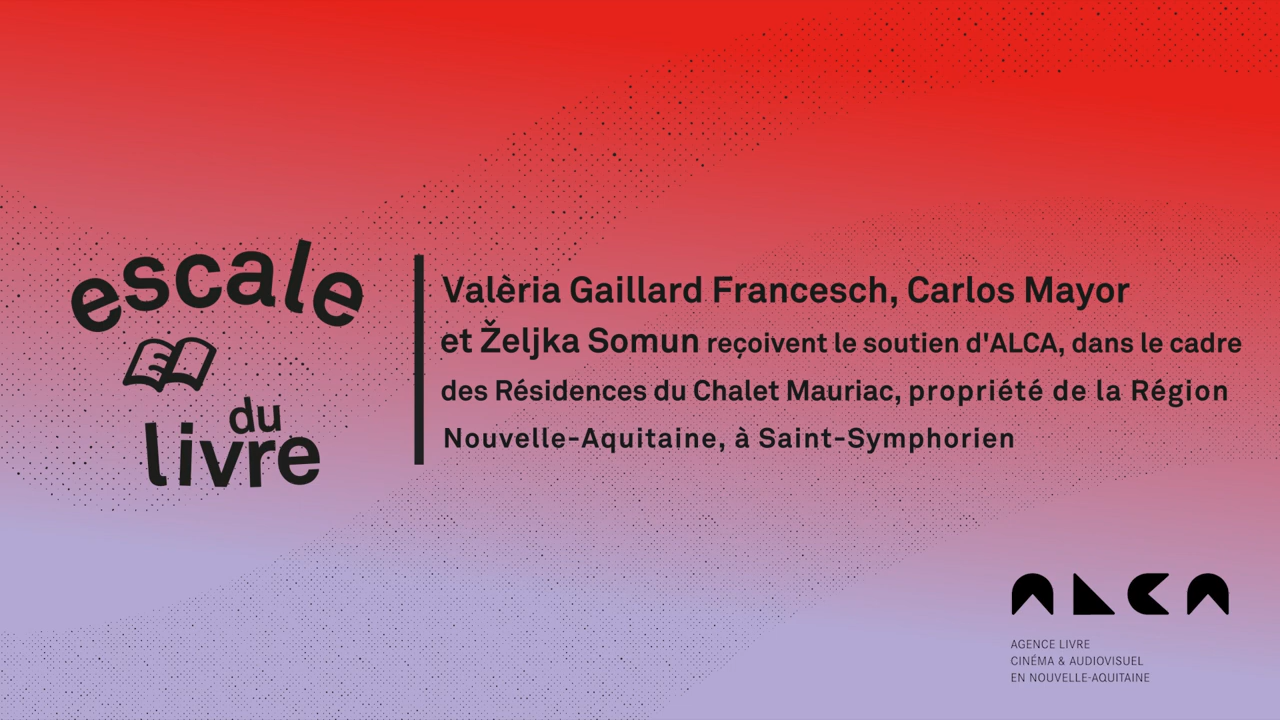 escale
du
livre
Valèria Gaillard Francesch, Carlos Mayor
et Željka Somun reçoivent le soutien d'ALCA, dans le cadre
des Résidences du Chalet Mauriac, propriété de la Région
Nouvelle-Aquitaine, à Saint-Symphorien
ALCA
AGENCE LIVRE
CINÉMA & AUDIOVISUEL
EN NOUVELLE-AQUITAINE